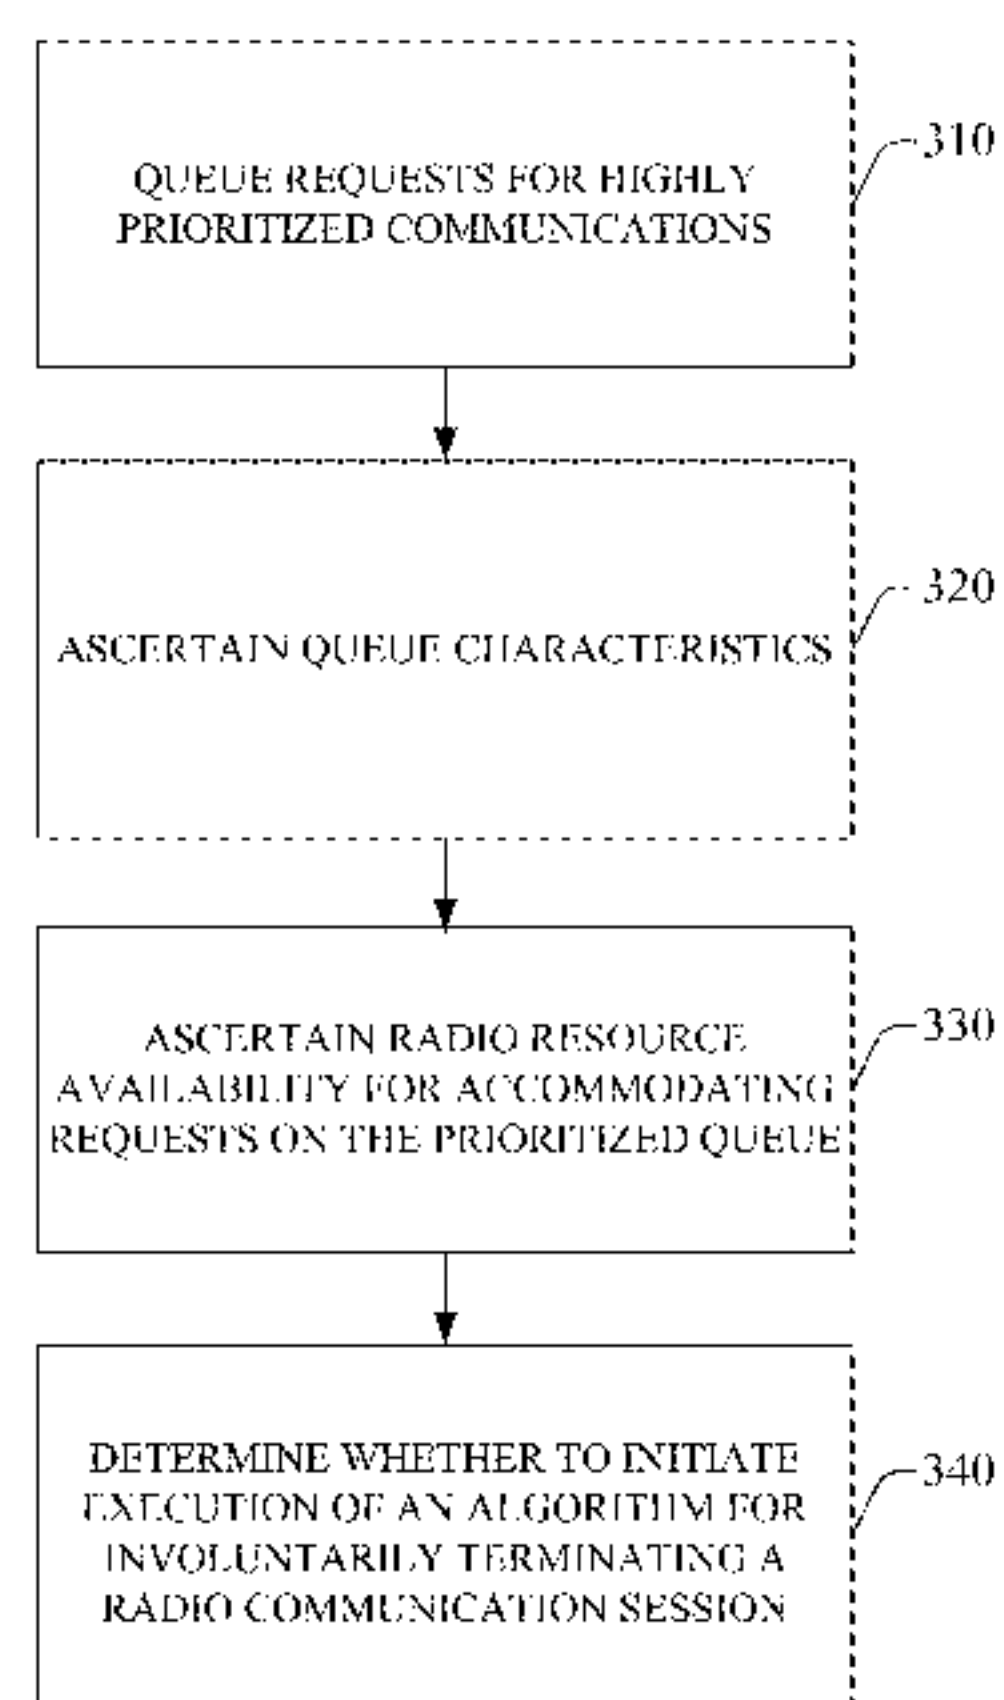 310
QUEUE REQUESTS FOR HIGHLY
PRIORITIZED COMMUNICATIONS
320
ASCERTAIN QUEUE CHARACTERISTICS
330
ASCERTAIN RADIO RESOURCE
AVAILABILITY FOR ACCOMMODATING
REQUESTS ON THE PRIORITIZED QUEUE
340
DETERMINE WHETHER TO INITIATE
EXECUTION OF AN ALGORITHM FOR
INVOLUNTARILY TERMINATING A
RADIO COMMUNICATION SESSION